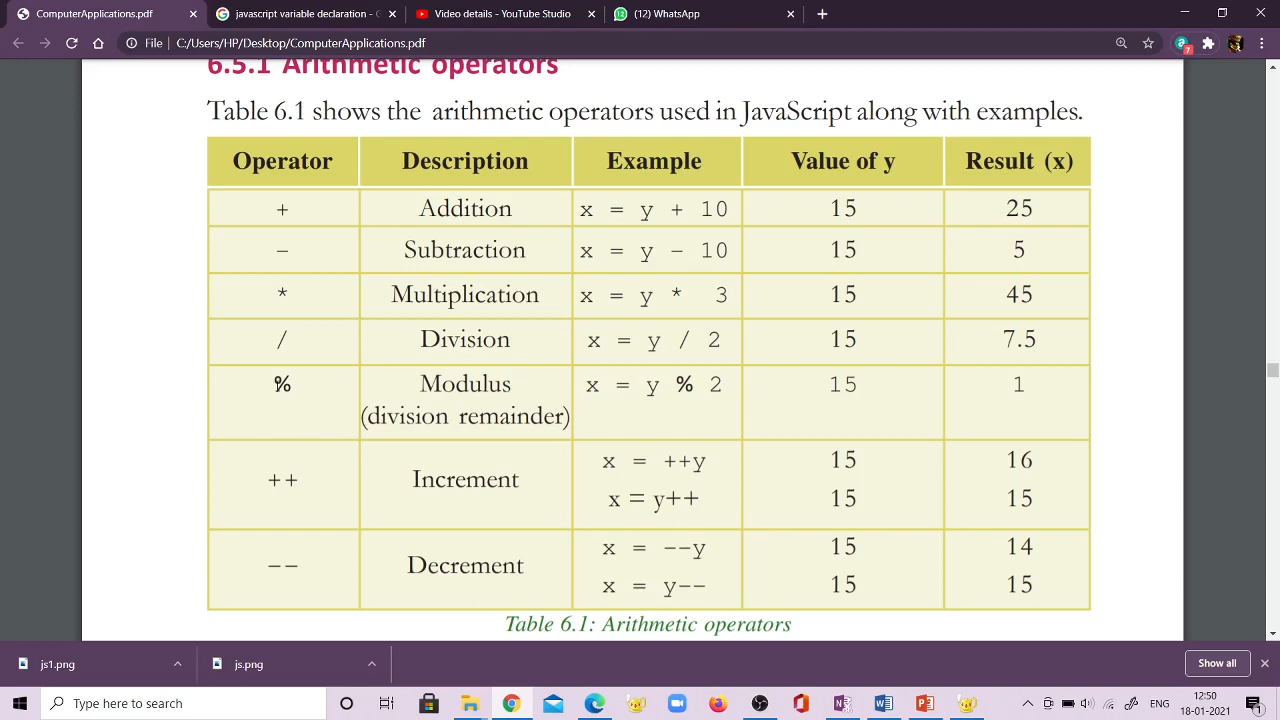 ComputerApplications.pdf
javascript variable declaration - G
Video details - YouTube Studio
(12) WhatsApp
File
C:/Users/HP/Desktop/ComputerApplications.pdf
7
6.5.1 Arithmetic operators
Table 6.1 shows the arithmetic operators used in JavaScript along with examples.
Operator Description Example Value of y Result (x)
+ Addition x = y + 10 15 25
– Subtraction x = y - 10 15 5
* Multiplication x = y * 3 15 45
/ Division x = y / 2 15 7.5
% Modulus x = y % 2 15 1
(division remainder)
++ Increment x = ++y 15 16
x = y++ 15 15
-- Decrement x = --y 15 14
x = y-- 15 15
Table 6.1: Arithmetic operators
js1.png
js.png
Show all
Type here to search
ENG
12:50
18-01-2021
1